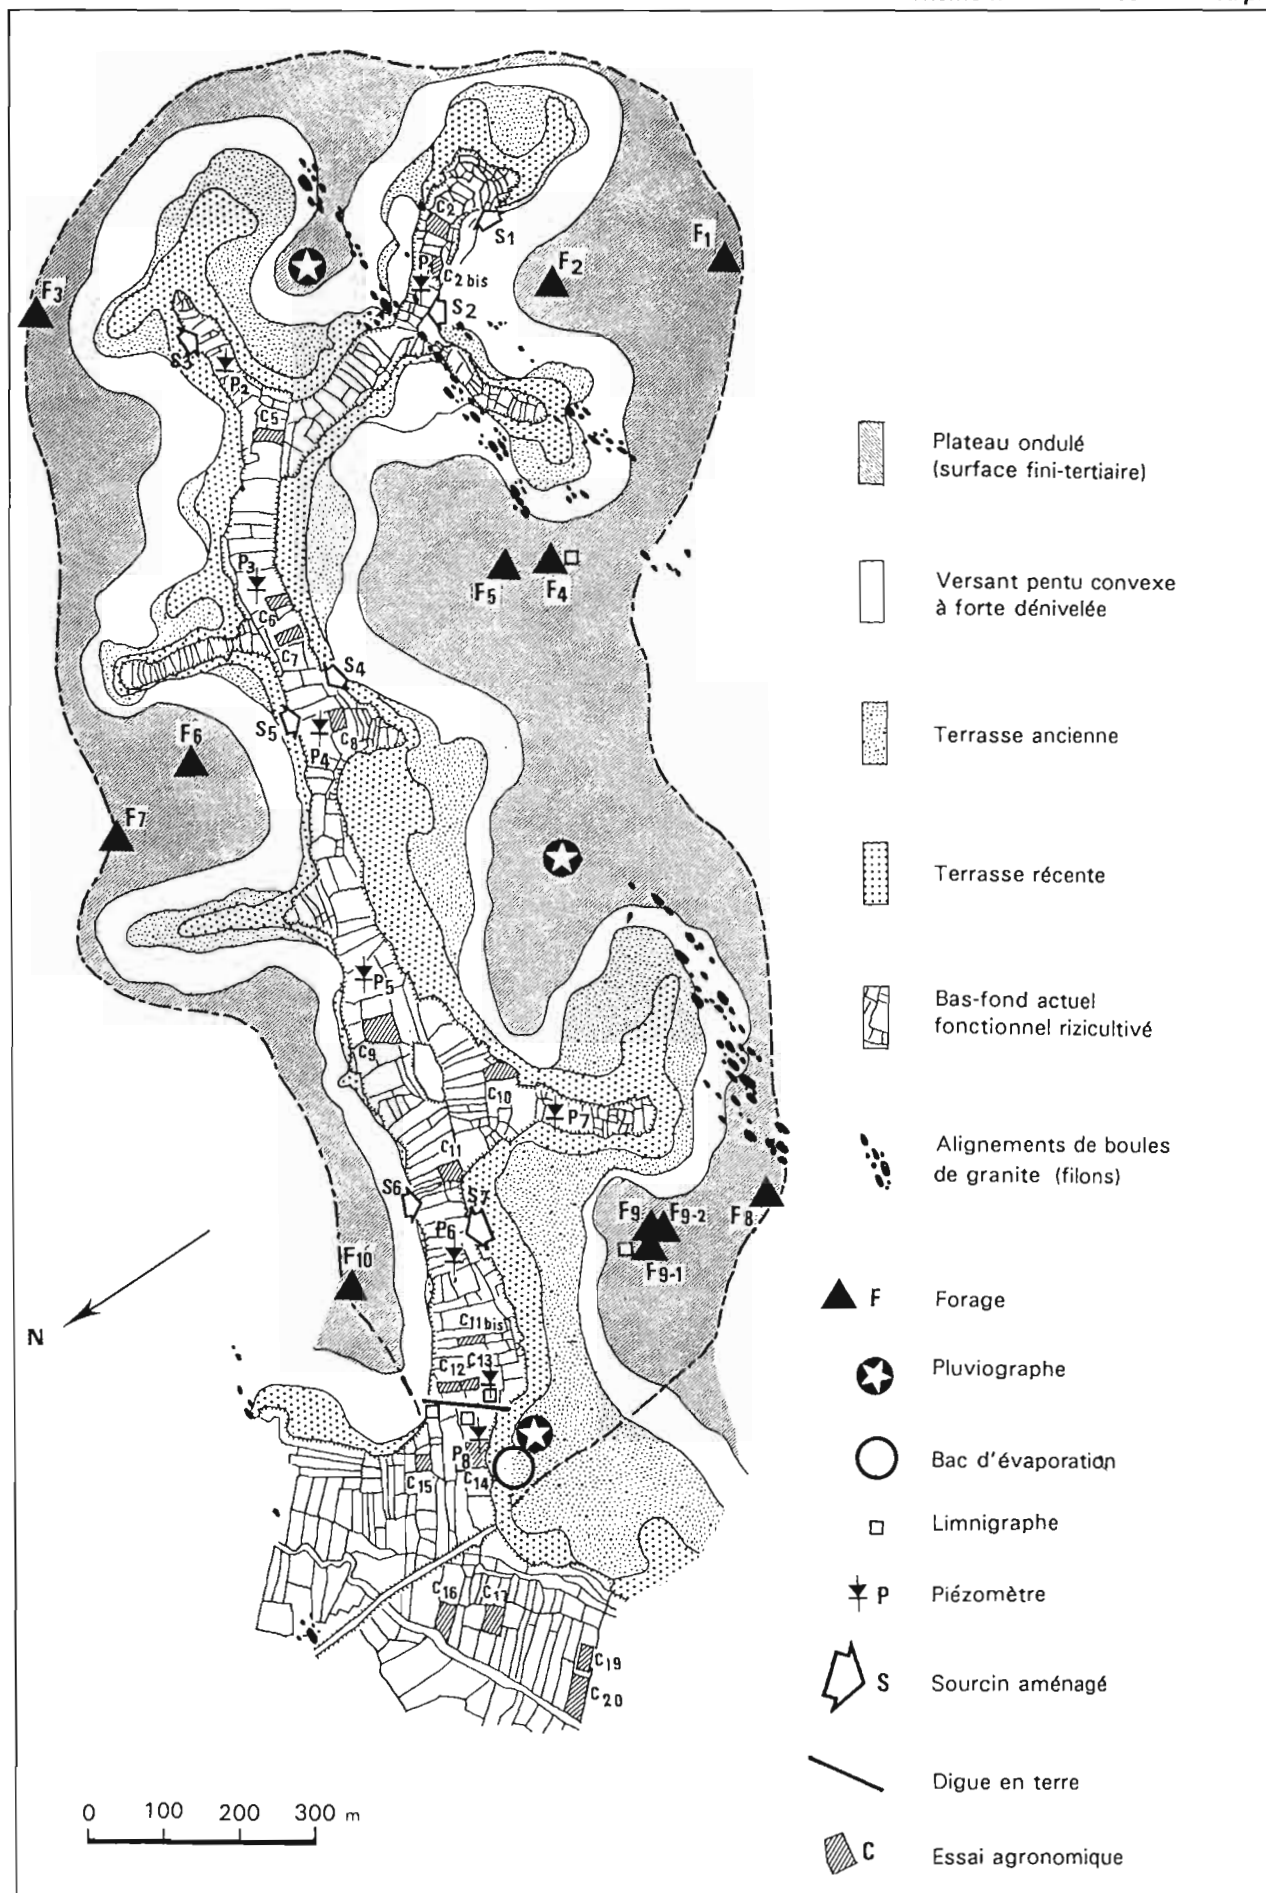 F1
F2
F3
C2
S1
P1
C2 bis
S2
S3
P2
C5
P3
F5
F4
C6
C7
S4
S5
P4
C8
F6
F7
P5
C9
C10
P7
C11
S6
S7
P6
F9
F9-2
F8
F9-1
F10
N
C11 bis
C12
C13
P8
C15
C14
C16
C17
C19
C20
0 100 200 300 m
Plateau ondulé
(surface fini-tertiaire)
Versant pentu convexe
à forte dénivelée
Terrasse ancienne
Terrasse récente
Bas-fond actuel
fonctionnel rizicultivé
Alignements de boules
de granite (filons)
F Forage
Pluviographe
Bac d'évaporation
Limnigraphe
P Piézomètre
S Sourcin aménagé
Digue en terre
C Essai agronomique